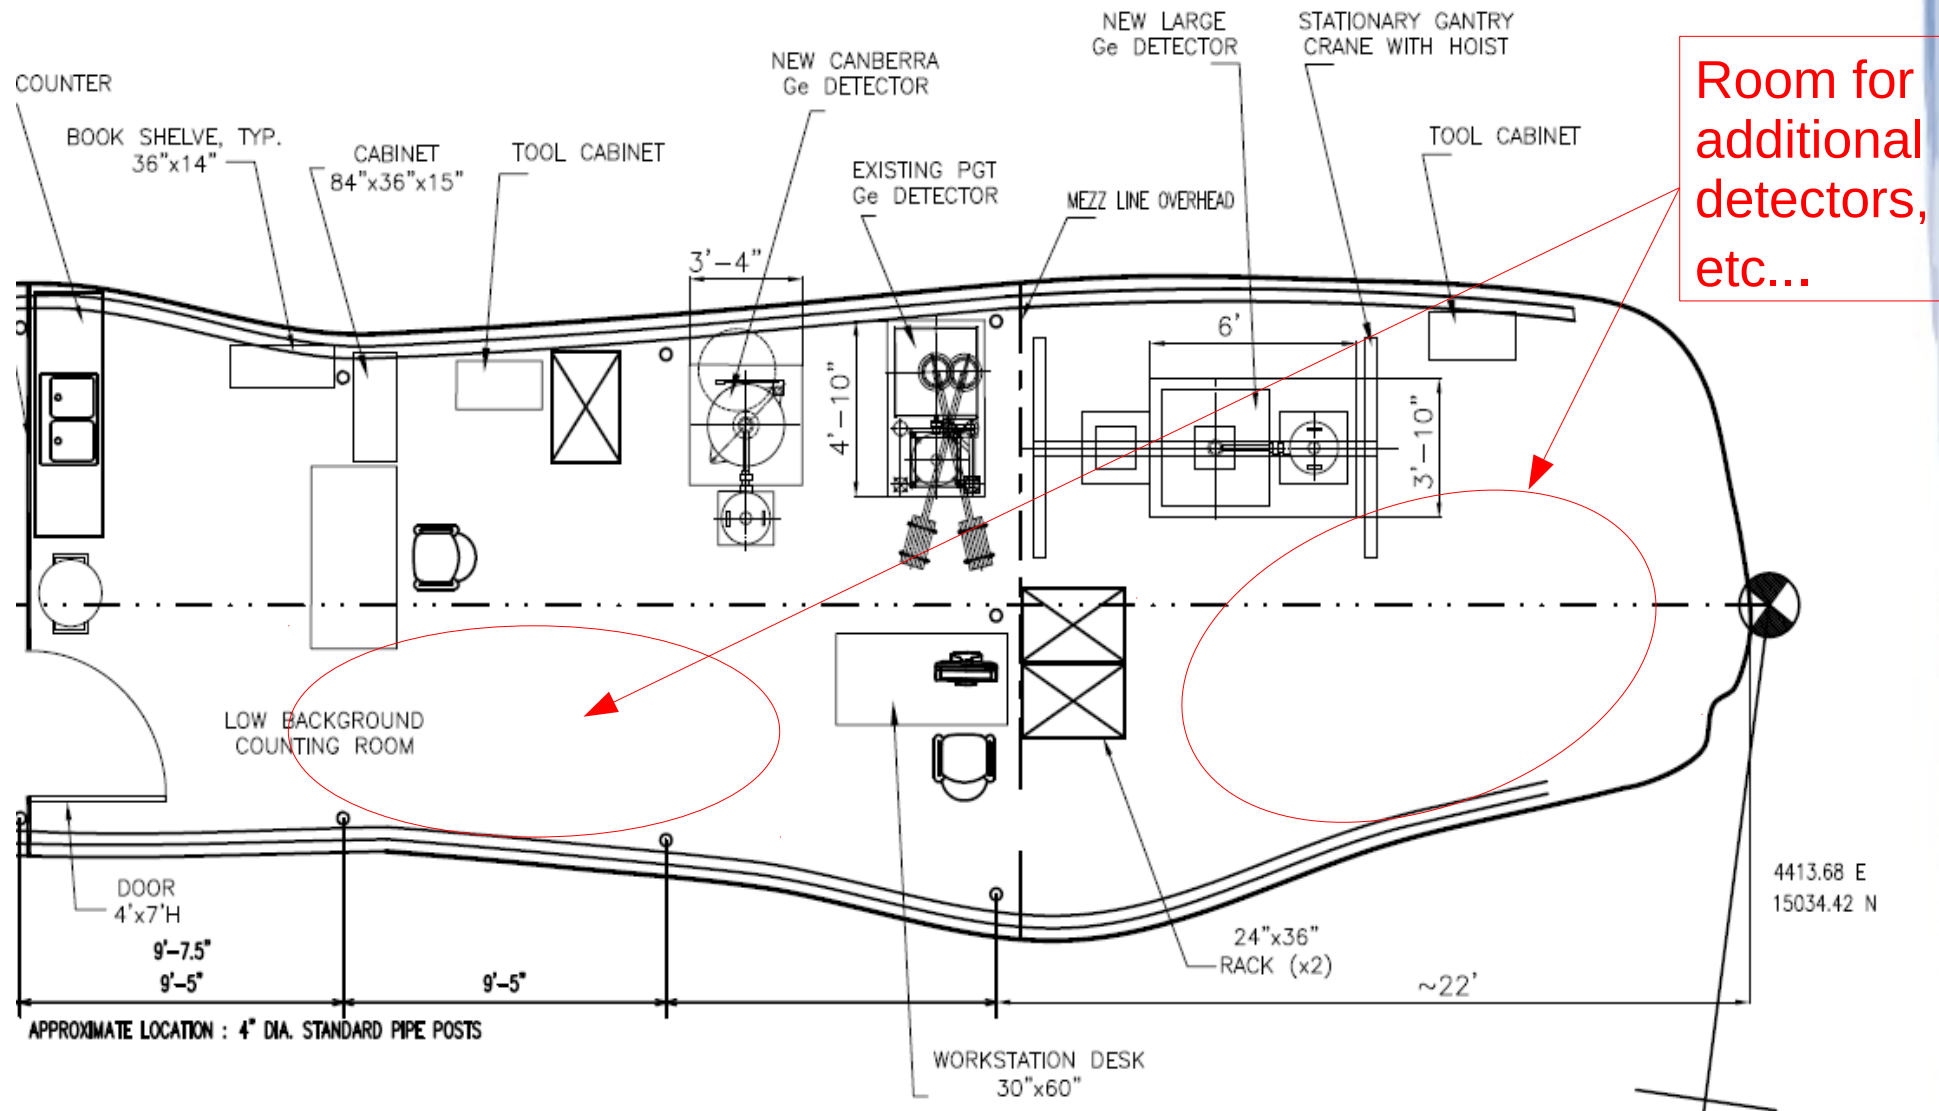 COUNTER
BOOK SHELVE, TYP.
36"x14"
CABINET
84"x36"x15"
TOOL CABINET
NEW CANBERRA
Ge DETECTOR
EXISTING PGT
Ge DETECTOR
MEZZ LINE OVERHEAD
NEW LARGE
Ge DETECTOR
STATIONARY GANTRY
CRANE WITH HOIST
TOOL CABINET
Room for
additional
detectors,
etc...
3'-4"
4'-10"
6'
3'-10"
LOW BACKGROUND
COUNTING ROOM
DOOR
4'x7'H
9'-7.5"
9'-5"
9'-5"
24"x36"
RACK (x2)
~22'
4413.68 E
15034.42 N
APPROXIMATE LOCATION : 4" DIA. STANDARD PIPE POSTS
WORKSTATION DESK
30"x60"